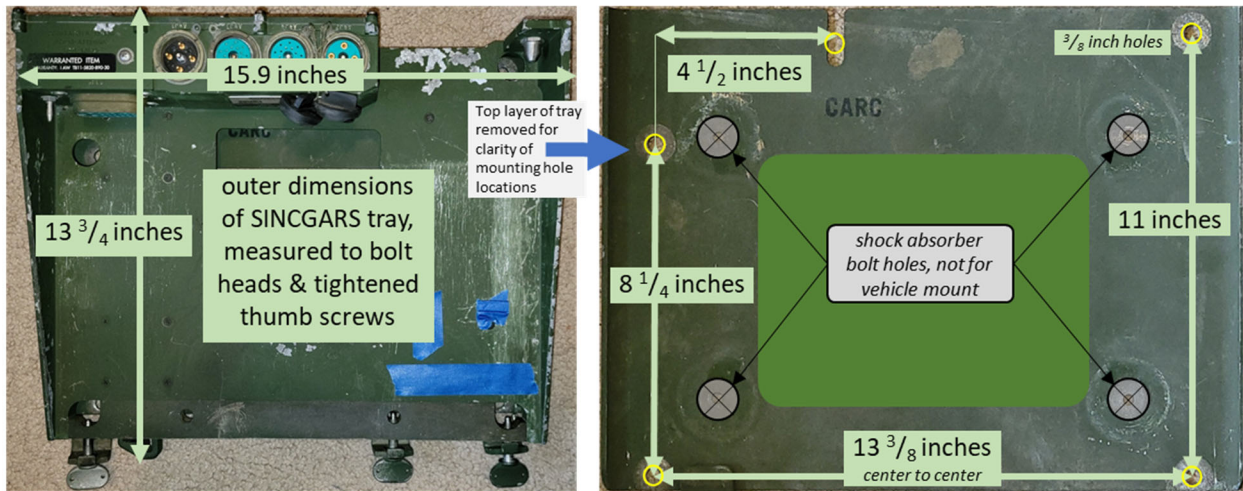 WARRANTED ITEM
15.9 inches
CARC
13 3/4 inches
outer dimensions
of SINCGARS tray,
measured to bolt
heads & tightened
thumb screws
Top layer of tray
removed for
clarity of
mounting hole
locations
4 1/2 inches
3/8 inch holes
CARC
8 1/4 inches
shock absorber
bolt holes, not for
vehicle mount
11 inches
13 3/8 inches
center to center